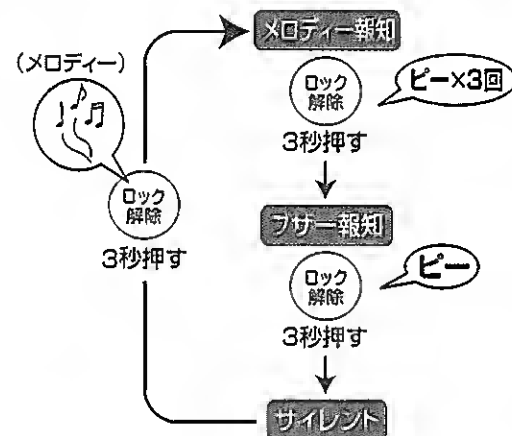 メロディー報知
(メロディー)
ロック
解除
ピー×3回
3秒押す
ロック
解除
3秒押す
ブザー報知
ロック
解除
ピー
3秒押す
サイレント